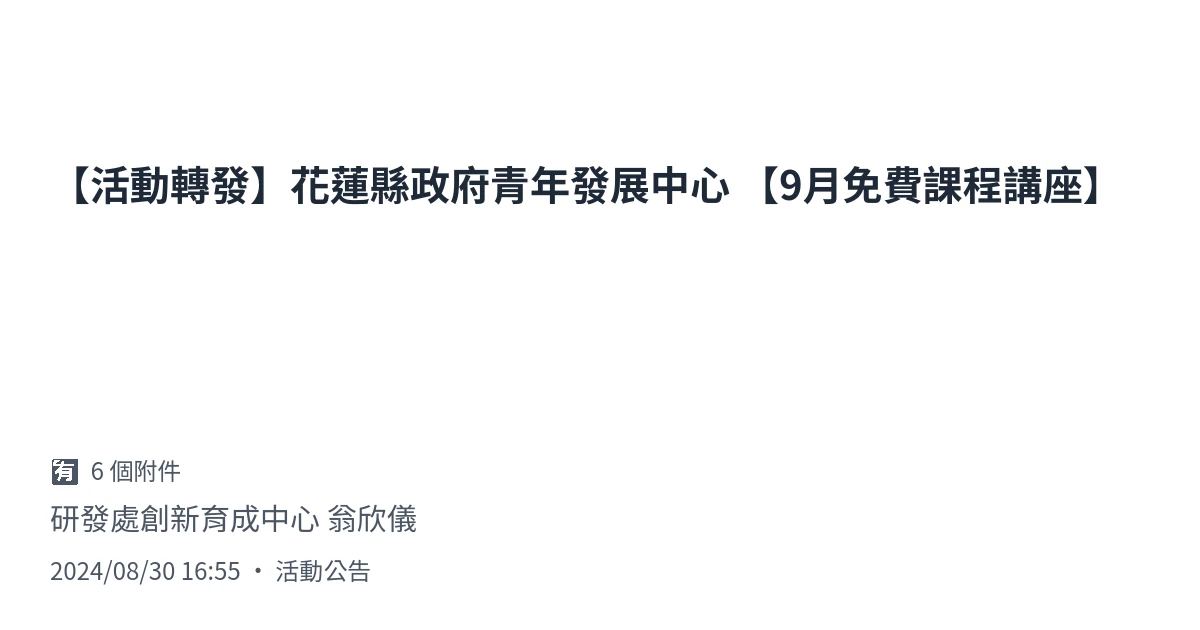 【活動轉發】花蓮縣政府青年發展中心 【9月免費課程講座】
有 6 個附件
研發處創新育成中心 翁欣儀
2024/08/30 16:55 • 活動公告